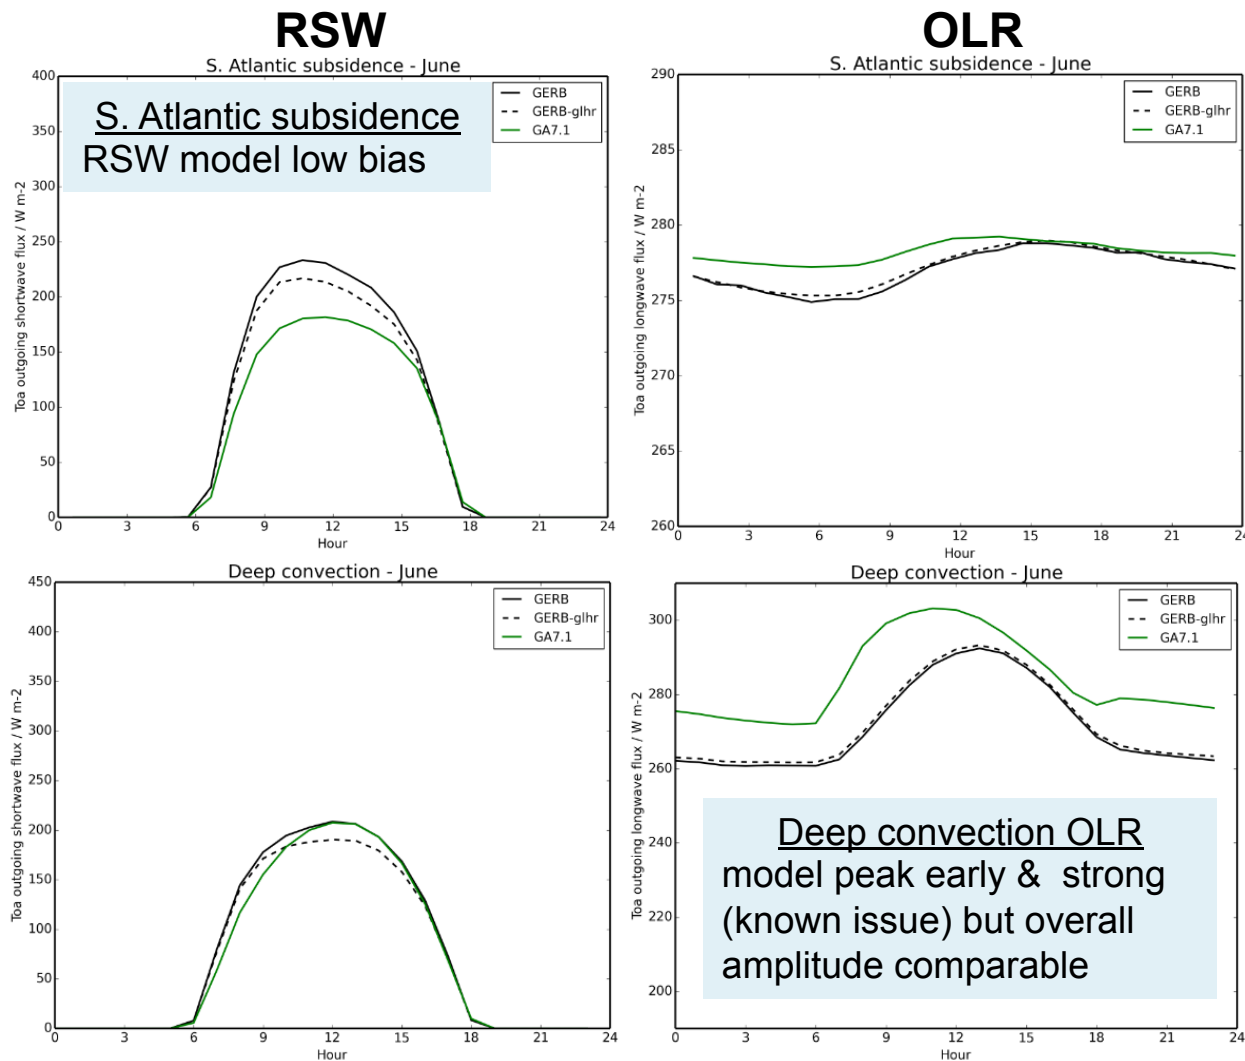 RSW
S. Atlantic subsidence - June
400
350
300
250
200
150
100
50
0
Toa outgoing shortwave flux / W m-2
S. Atlantic subsidence
RSW model low bias
GERB
GERB-glhr
GA7.1
0 3 6 9 12 15 18 21 24
Hour
OLR
S. Atlantic subsidence - June
290
285
280
275
270
265
260
Toa outgoing longwave flux / W m-2
GERB
GERB-glhr
GA7.1
0 3 6 9 12 15 18 21 24
Hour
Deep convection - June
450
400
350
300
250
200
150
100
50
0
Toa outgoing shortwave flux / W m-2
GERB
GERB-glhr
GA7.1
0 3 6 9 12 15 18 21 24
Hour
Deep convection - June
300
280
260
240
220
200
Toa outgoing longwave flux / W m-2
GERB
GERB-glhr
GA7.1
Deep convection OLR
model peak early & strong
(known issue) but overall
amplitude comparable
0 3 6 9 12 15 18 21 24
Hour